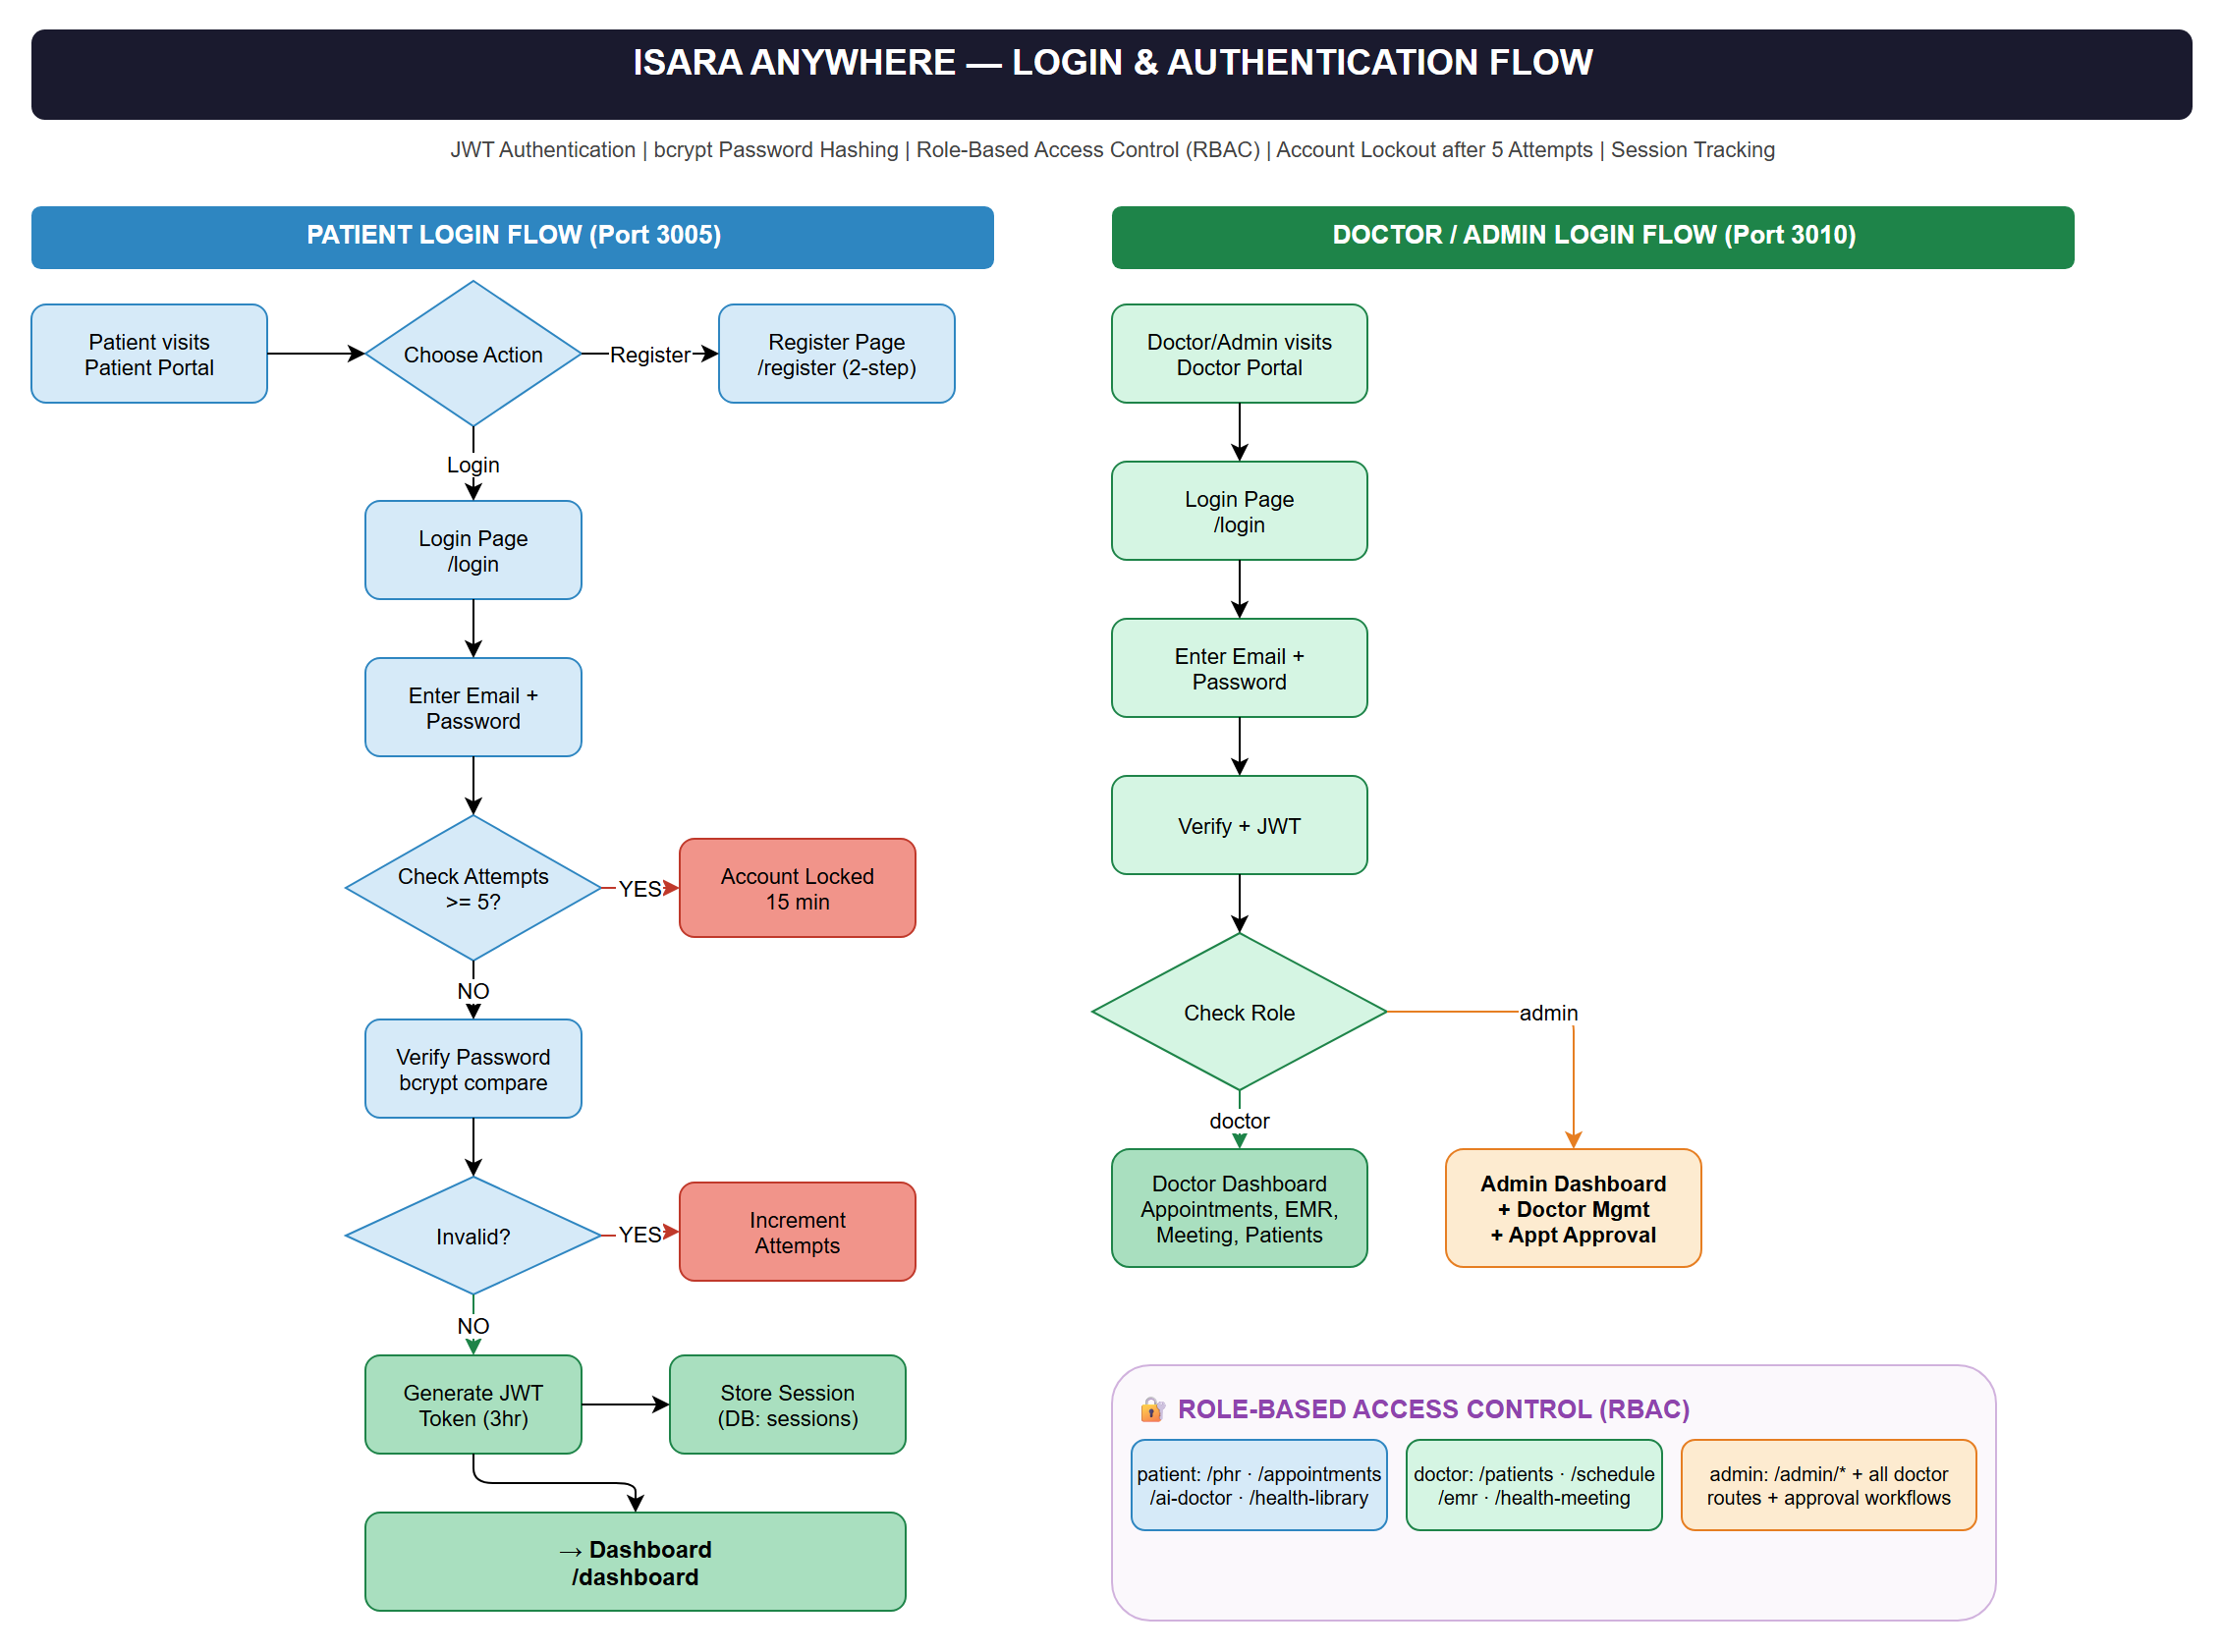 ISARA ANYWHERE — LOGIN & AUTHENTICATION FLOW
JWT Authentication | bcrypt Password Hashing | Role-Based Access Control (RBAC) | Account Lockout after 5 Attempts | Session Tracking
PATIENT LOGIN FLOW (Port 3005)
Patient visits
Patient Portal
Choose Action
Register
Register Page
/register (2-step)
Login
Login Page
/login
Enter Email +
Password
Check Attempts
>= 5?
YES
Account Locked
15 min
NO
Verify Password
bcrypt compare
Invalid?
YES
Increment
Attempts
NO
Generate JWT
Token (3hr)
Store Session
(DB: sessions)
→ Dashboard
/dashboard
DOCTOR / ADMIN LOGIN FLOW (Port 3010)
Doctor/Admin visits
Doctor Portal
Login Page
/login
Enter Email +
Password
Verify + JWT
Check Role
admin
doctor
Doctor Dashboard
Appointments, EMR,
Meeting, Patients
Admin Dashboard
+ Doctor Mgmt
+ Appt Approval
🔐 ROLE-BASED ACCESS CONTROL (RBAC)
patient: /phr · /appointments
/ai-doctor · /health-library
doctor: /patients · /schedule
/emr · /health-meeting
admin: /admin/* + all doctor
routes + approval workflows